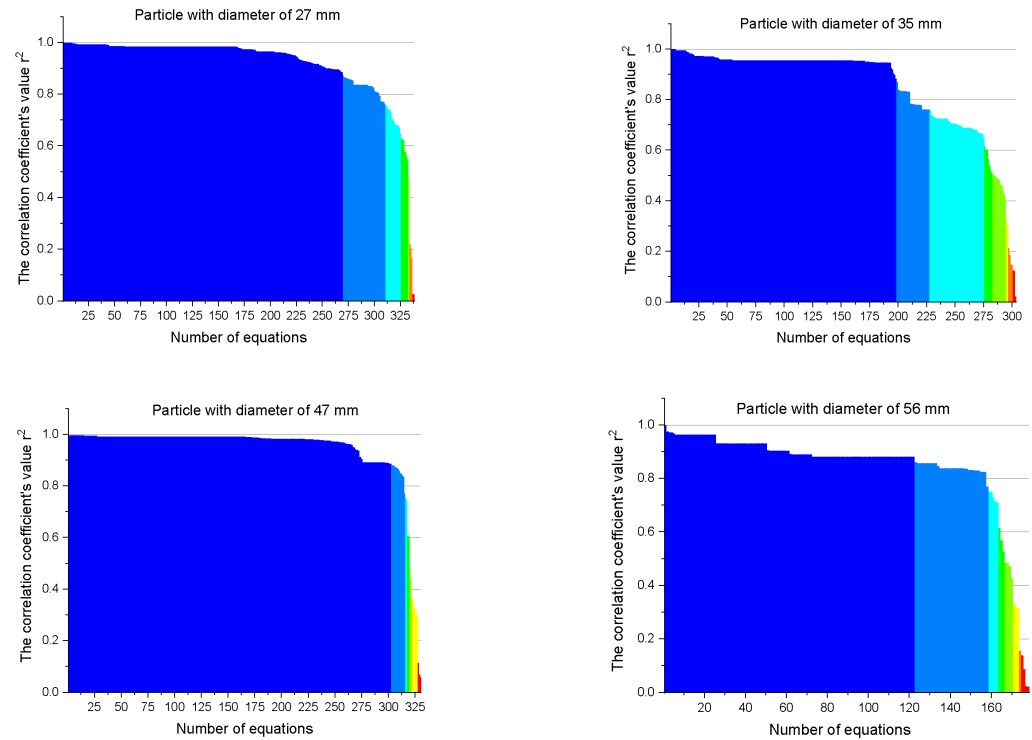 Particle with diameter of 27 mm
The correlation coefficient's value r²
1.0
0.8
0.6
0.4
0.2
0.0
25 50 75 100 125 150 175 200 225 250 275 300 325
Number of equations
Particle with diameter of 35 mm
The correlation coefficient's value r²
1.0
0.8
0.6
0.4
0.2
0.0
25 50 75 100 125 150 175 200 225 250 275 300
Number of equations
Particle with diameter of 47 mm
The correlation coefficient's value r²
1.0
0.8
0.6
0.4
0.2
0.0
25 50 75 100 125 150 175 200 225 250 275 300 325
Number of equations
Particle with diameter of 56 mm
The correlation coefficient's value r²
1.0
0.8
0.6
0.4
0.2
0.0
20 40 60 80 100 120 140 160
Number of equations